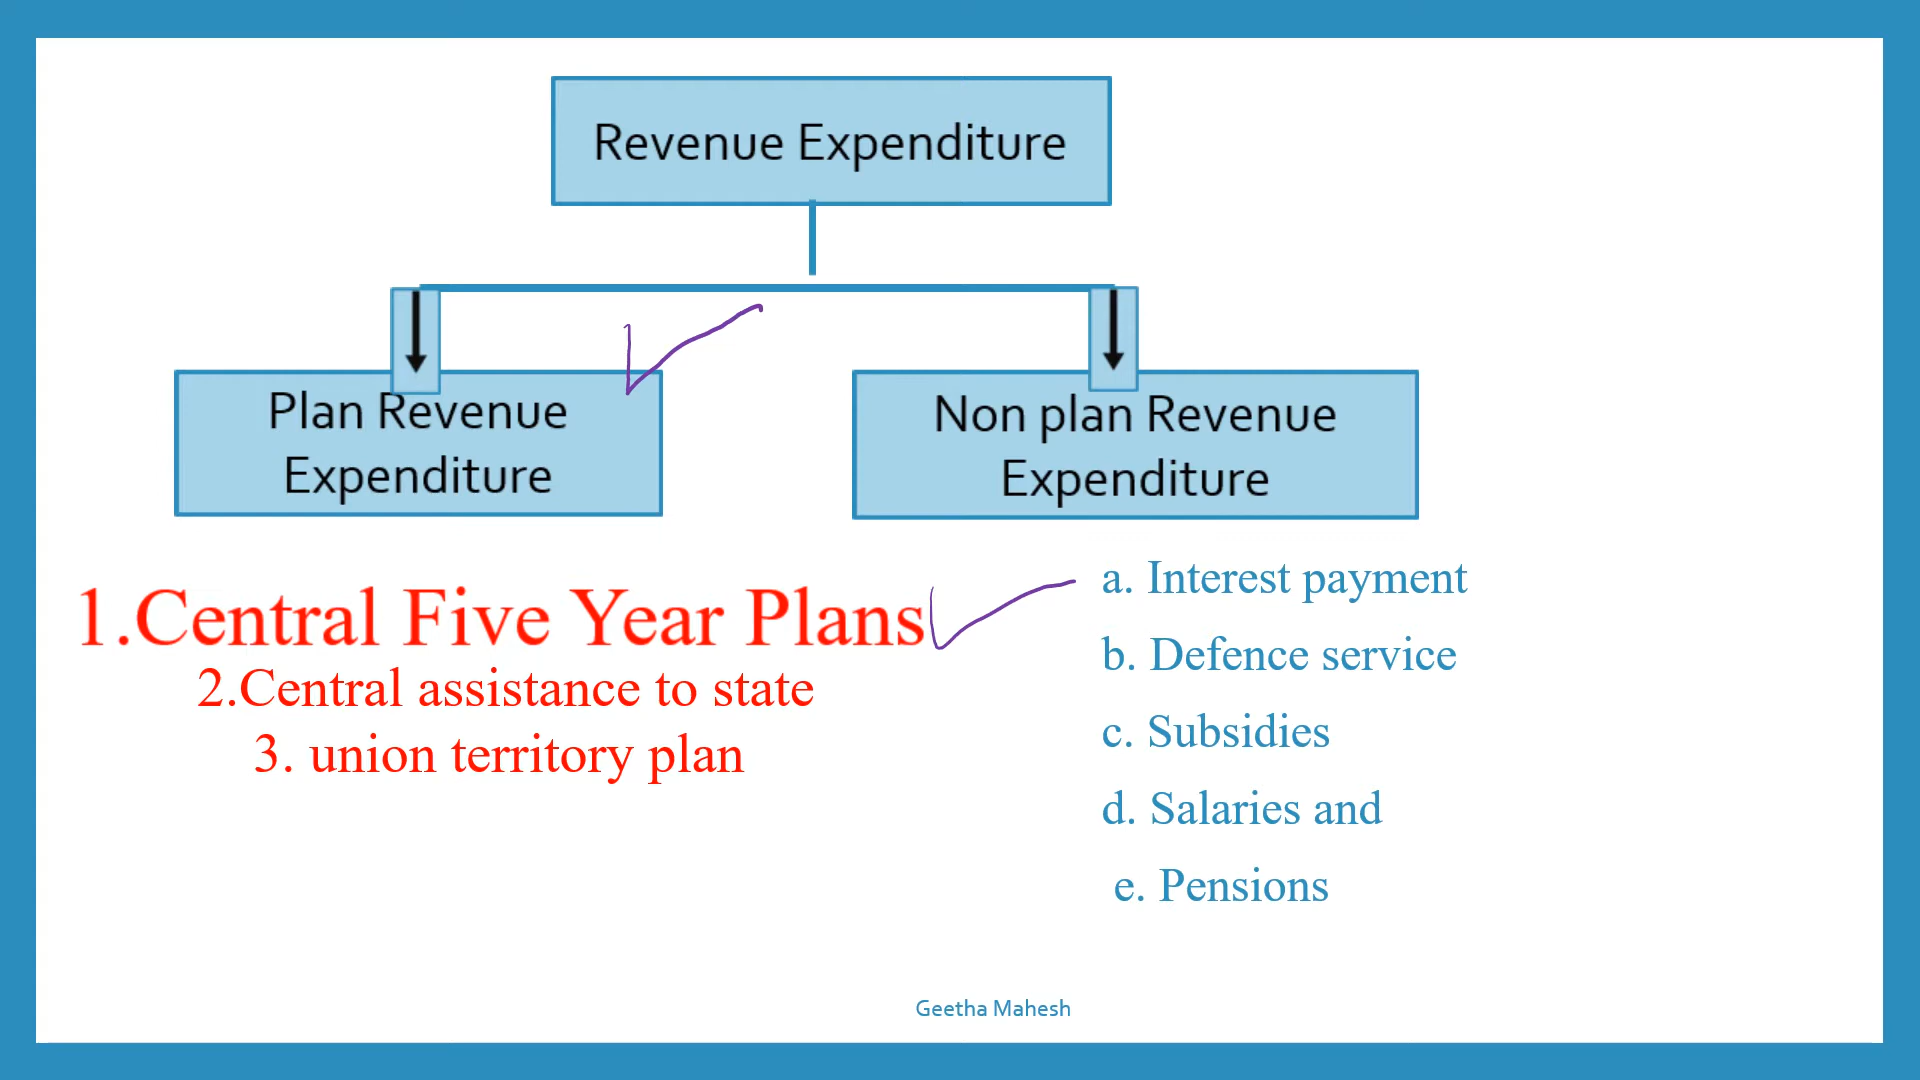 Revenue Expenditure
Plan Revenue
Expenditure
Non plan Revenue
Expenditure
1.Central Five Year Plans
2.Central assistance to state
3. union territory plan
a. Interest payment
b. Defence service
c. Subsidies
d. Salaries and
e. Pensions
Geetha Mahesh